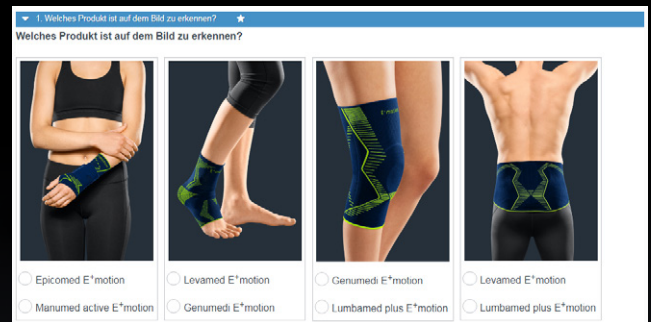 1. Welches Produkt ist auf dem Bild zu erkennen?
Welches Produkt ist auf dem Bild zu erkennen?
Epicomed E⁺motion
Manumed active E⁺motion
Levamed E⁺motion
Genumedi E⁺motion
Genumedi E⁺motion
Lumbamed plus E⁺motion
Levamed E⁺motion
Lumbamed plus E⁺motion